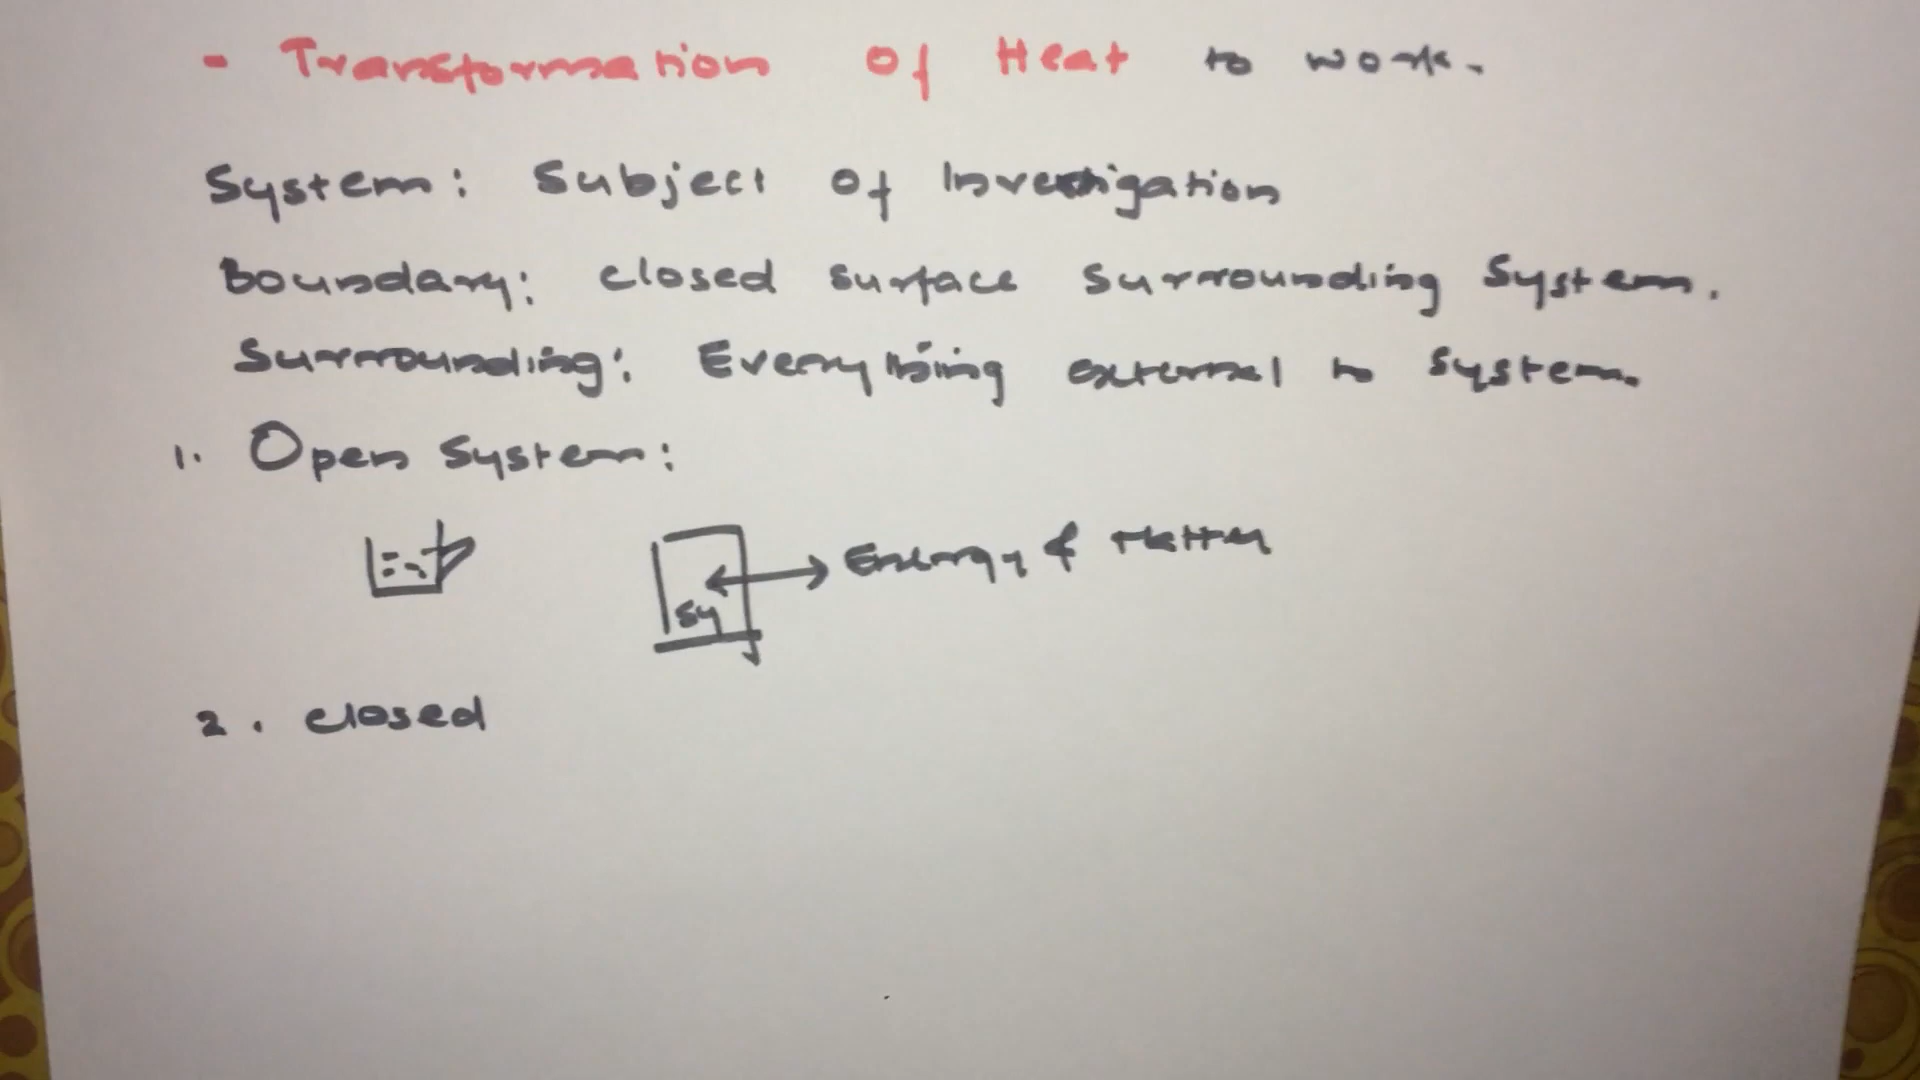 - Transformation of Heat to work.
System: Subject of Investigation
Boundary: closed surface surrounding system.
Surrounding: Everything external to system.
1. Open system:
Energy & Matter
Sy
2. closed